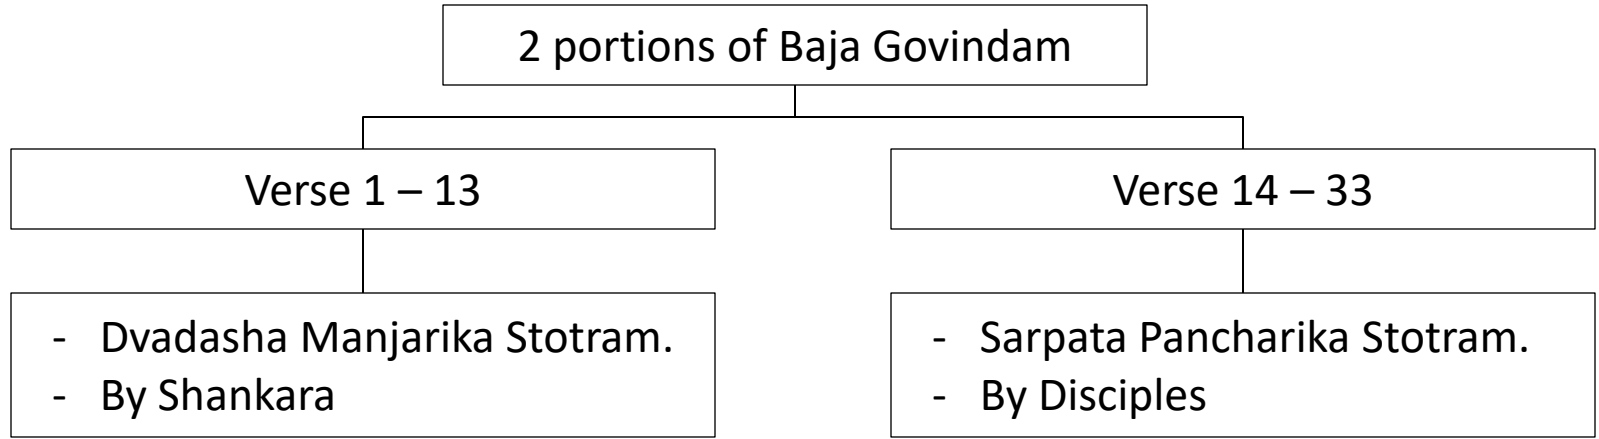 2 portions of Baja Govindam
Verse 1 – 13
Verse 14 – 33
- Dvadasha Manjarika Stotram.
- By Shankara
- Sarpata Pancharika Stotram.
- By Disciples